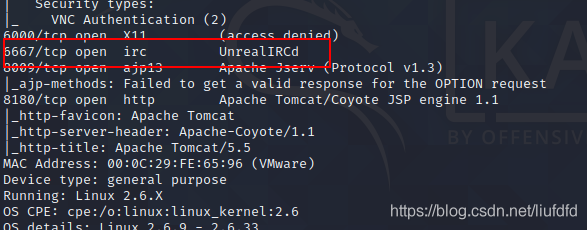 |   Security types:
|_    VNC Authentication (2)
6000/tcp open  X11         (access denied)
6667/tcp open  irc         UnrealIRCd
8009/tcp open  ajp13       Apache Jserv (Protocol v1.3)
|_ajp-methods: Failed to get a valid response for the OPTION request
8180/tcp open  http        Apache Tomcat/Coyote JSP engine 1.1
|_http-favicon: Apache Tomcat
|_http-server-header: Apache-Coyote/1.1
|_http-title: Apache Tomcat/5.5
MAC Address: 00:0C:29:FE:65:96 (VMware)
Device type: general purpose
Running: Linux 2.6.X
OS CPE: cpe:/o:linux:linux_kernel:2.6
OS details: Linux 2.6.9 - 2.6.33
KA
BY OFFENSIV
https://blog.csdn.net/liufdfd